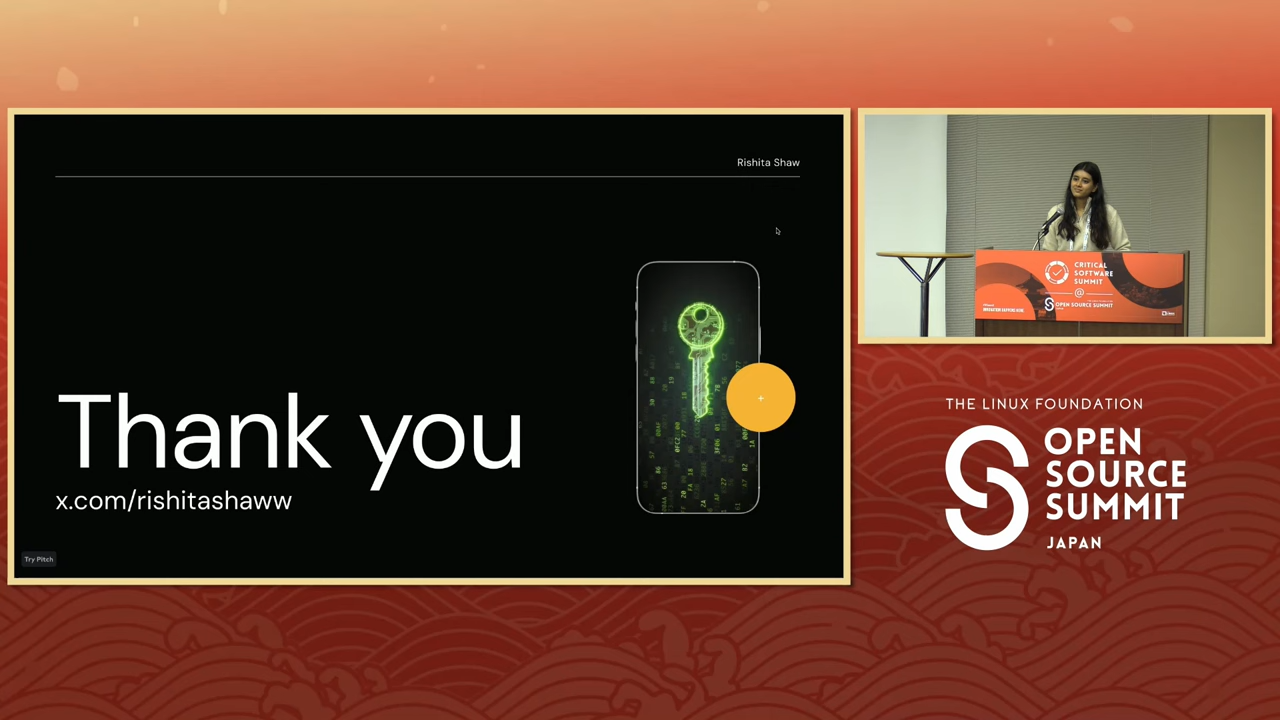 Rishita Shaw
Thank you
x.com/rishitashaww
Try Pitch
CRITICAL
SOFTWARE
SUMMIT
@
OPEN SOURCE SUMMIT
THE LINUX FOUNDATION
OPEN
SOURCE
SUMMIT
JAPAN